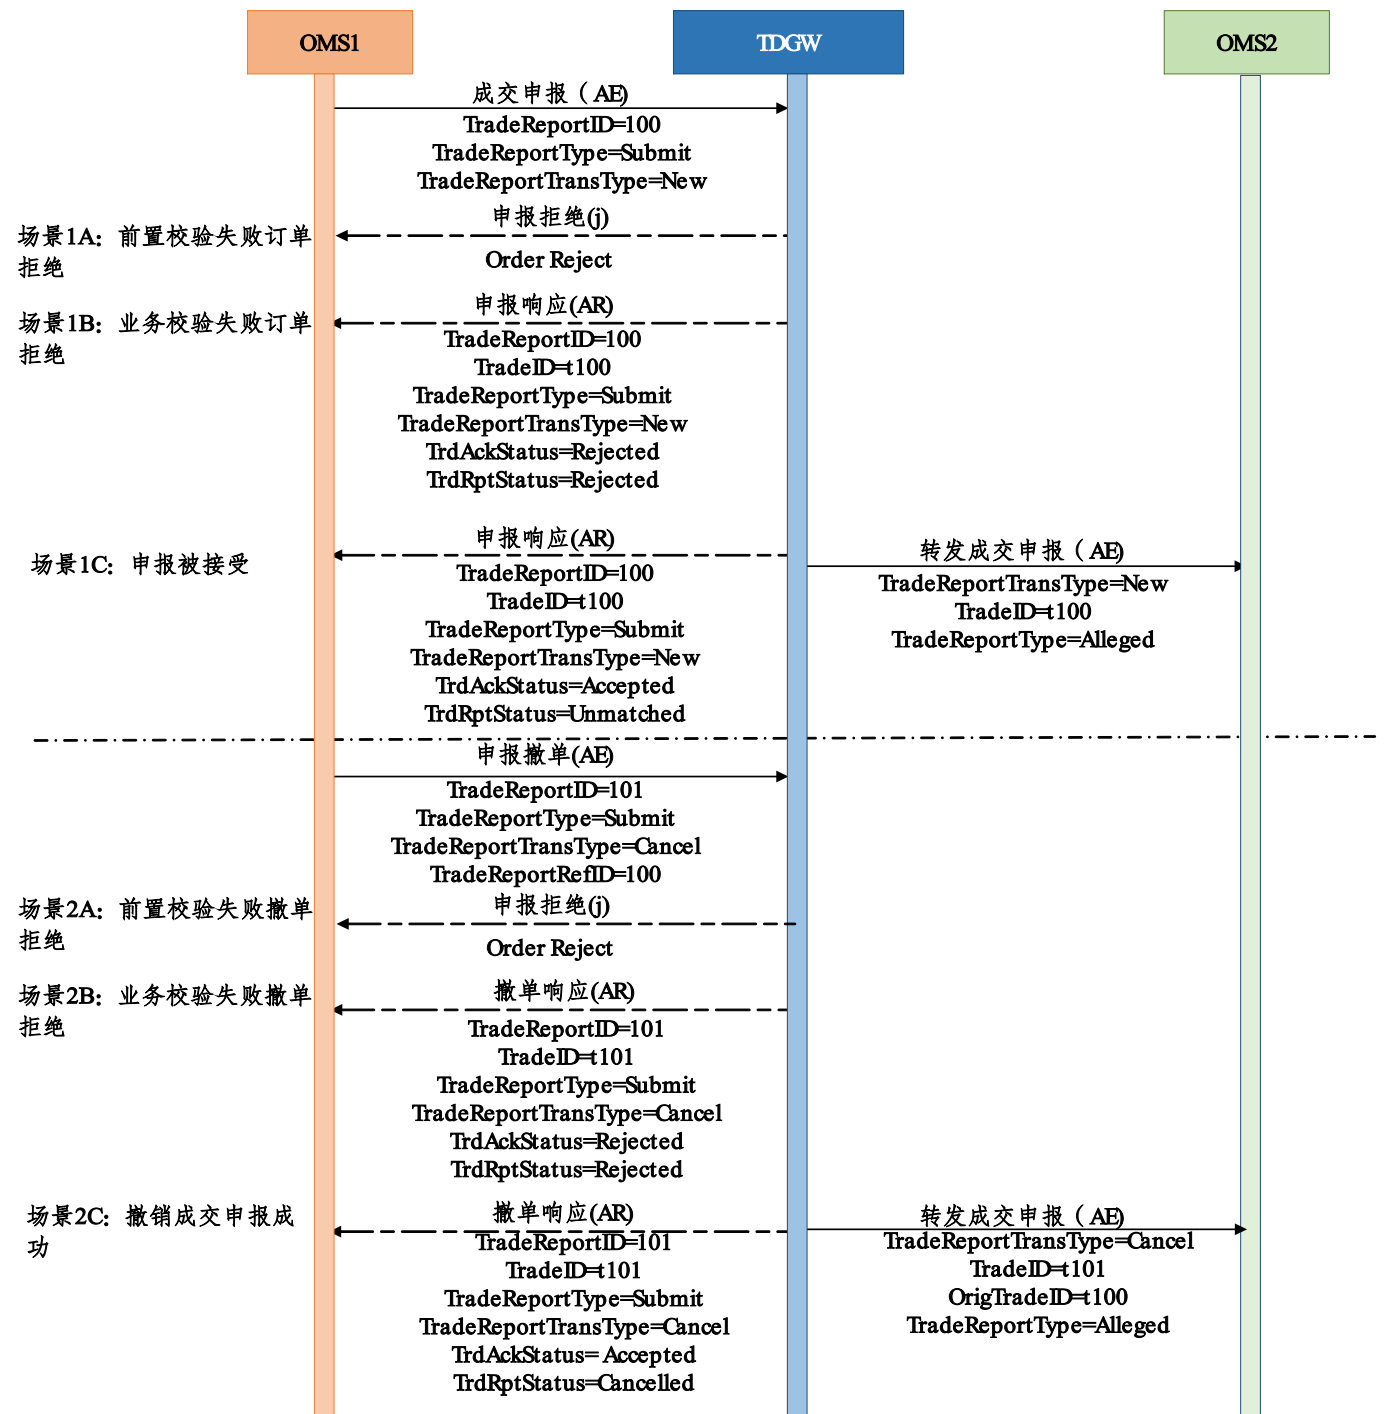 OMS1
TDGW
OMS2
成交申报（AE)
TradeReportID=100
TradeReportType=Submit
TradeReportTransType=New
申报拒绝(j)
Order Reject
场景1A：前置校验失败订单
拒绝
申报响应(AR)
场景1B：业务校验失败订单
拒绝
TradeReportID=100
TradeID=t100
TradeReportType=Submit
TradeReportTransType=New
TrdAckStatus=Rejected
TrdRptStatus=Rejected
场景1C：申报被接受
申报响应(AR)
TradeReportID=100
TradeID=t100
TradeReportType=Submit
TradeReportTransType=New
TrdAckStatus=Accepted
TrdRptStatus=Unmatched
转发成交申报（AE)
TradeReportTransType=New
TradeID=t100
TradeReportType=Alleged
申报撤单(AE)
TradeReportID=101
TradeReportType=Submit
TradeReportTransType=Cancel
TradeReportRefID=100
场景2A：前置校验失败撤单
拒绝
申报拒绝(j)
Order Reject
场景2B：业务校验失败撤单
拒绝
撤单响应(AR)
TradeReportID=101
TradeID=t101
TradeReportType=Submit
TradeReportTransType=Cancel
TrdAckStatus=Rejected
TrdRptStatus=Rejected
场景2C：撤销成交申报成
功
撤单响应(AR)
TradeReportID=101
TradeID=t101
TradeReportType=Submit
TradeReportTransType=Cancel
TrdAckStatus= Accepted
TrdRptStatus=Cancelled
转发成交申报（AE)
TradeReportTransType=Cancel
TradeID=t101
OrigTradeID=t100
TradeReportType=Alleged